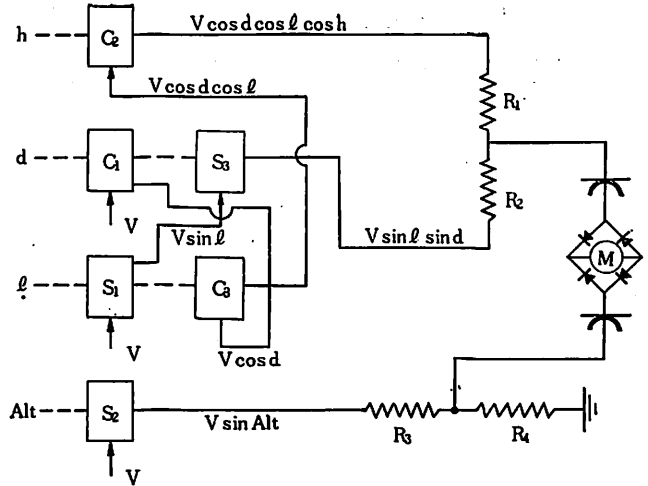 V cos d cos ℓ cos h
h
C₂
V cos d cos ℓ
R₁
d
C₁
S₃
R₂
V
V sin ℓ
V sin ℓ sin d
M
ℓ
S₁
C₃
V
V cos d
Alt
S₂
V sin Alt
R₃
R₄
V